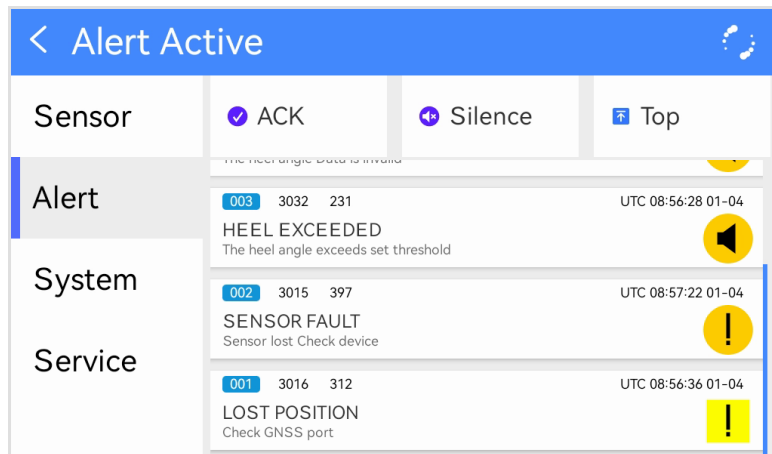 Alert Active
Sensor
ACK
Silence
Top
The heel angle Data is invalid
Alert
003 3032 231 UTC 08:56:28 01-04
HEEL EXCEEDED
The heel angle exceeds set threshold
System
002 3015 397 UTC 08:57:22 01-04
SENSOR FAULT
Sensor lost Check device
Service
001 3016 312 UTC 08:56:36 01-04
LOST POSITION
Check GNSS port